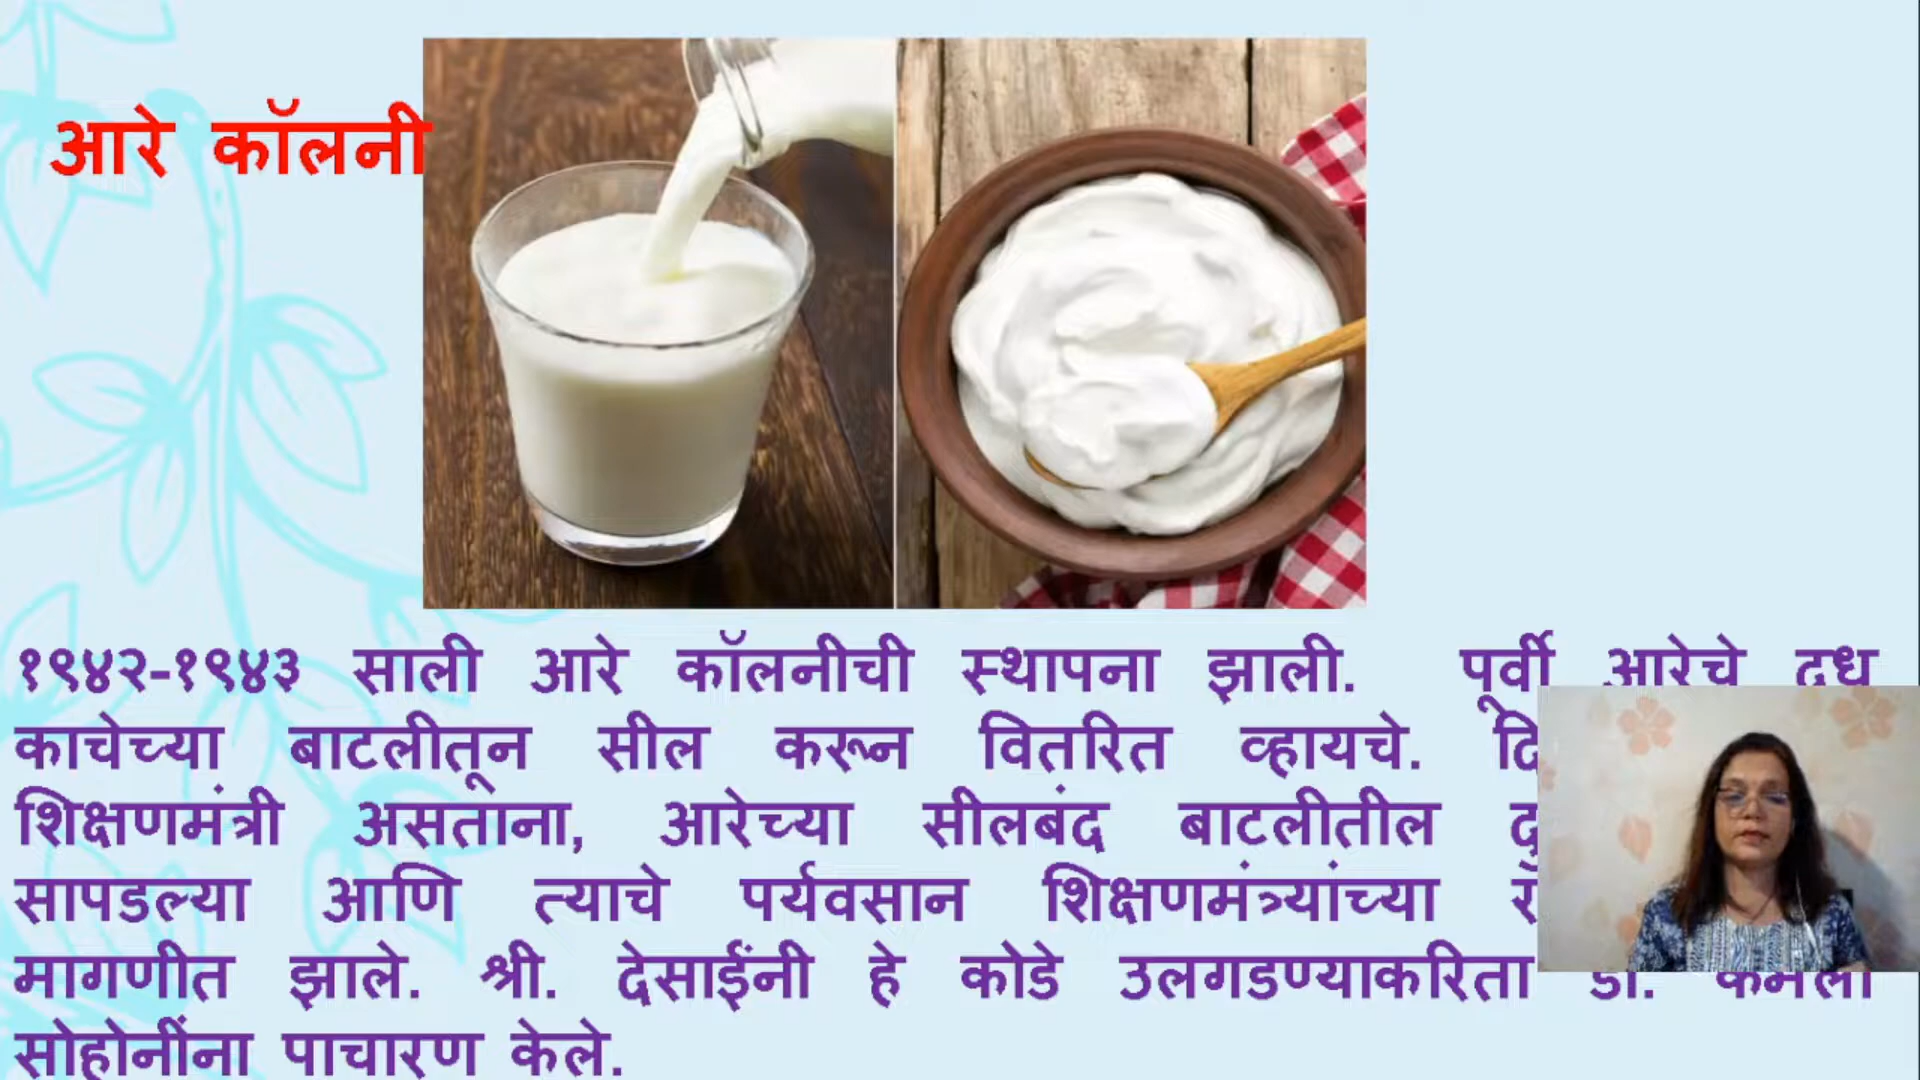 आरे कॉलनी
१९४२-१९४३ साली आरे कॉलनीची स्थापना झाली. पूर्वी आरेचे दूध
काचेच्या बाटलीतून सील करून वितरित व्हायचे.
शिक्षणमंत्री असताना, आरेच्या सीलबंद बाटलीतील
सापडल्या आणि त्याचे पर्यवसान शिक्षणमंत्र्यांच्या
मागणीत झाले. श्री. देसाईंनी हे कोडे उलगडण्याकरिता डॉ. कमला
सोहोनींना पाचारण केले.